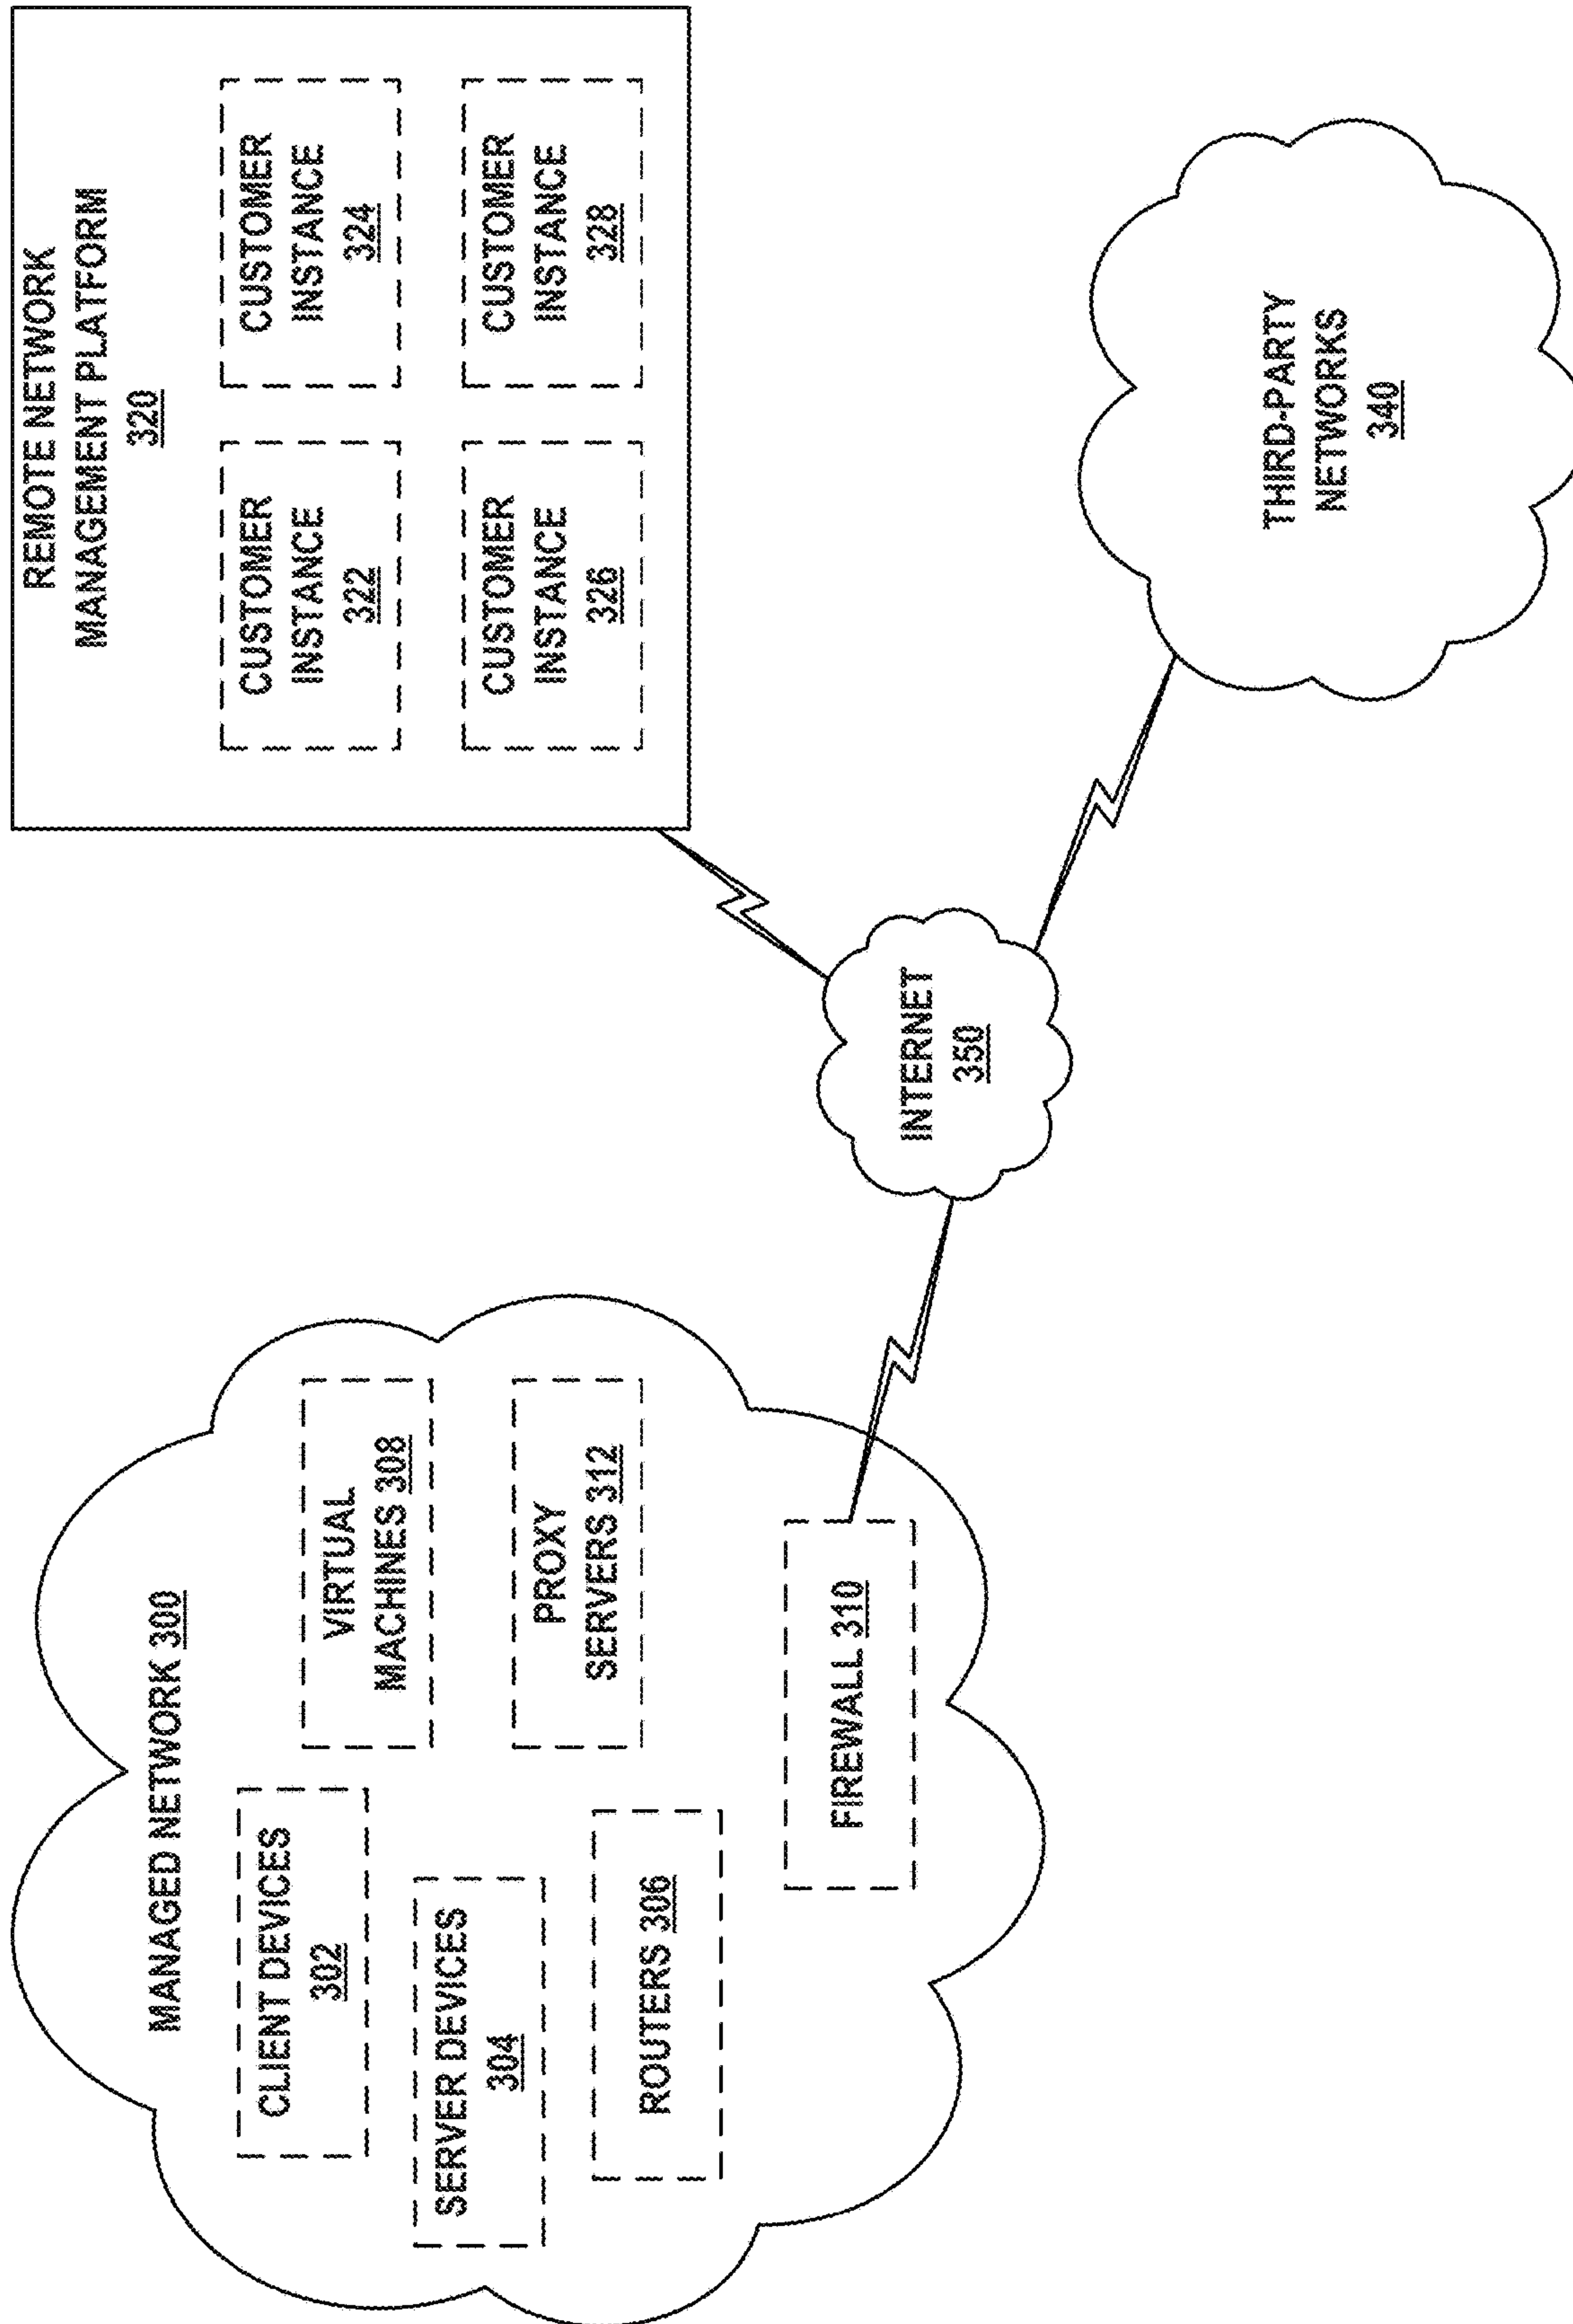 MANAGED NETWORK 300
CLIENT DEVICES
302
SERVER DEVICES
304
ROUTERS 306
VIRTUAL
MACHINES 308
PROXY
SERVERS 312
FIREWALL 310
INTERNET
350
REMOTE NETWORK
MANAGEMENT PLATFORM
320
CUSTOMER
INSTANCE
322
CUSTOMER
INSTANCE
324
CUSTOMER
INSTANCE
326
CUSTOMER
INSTANCE
328
THIRD-PARTY
NETWORKS
340